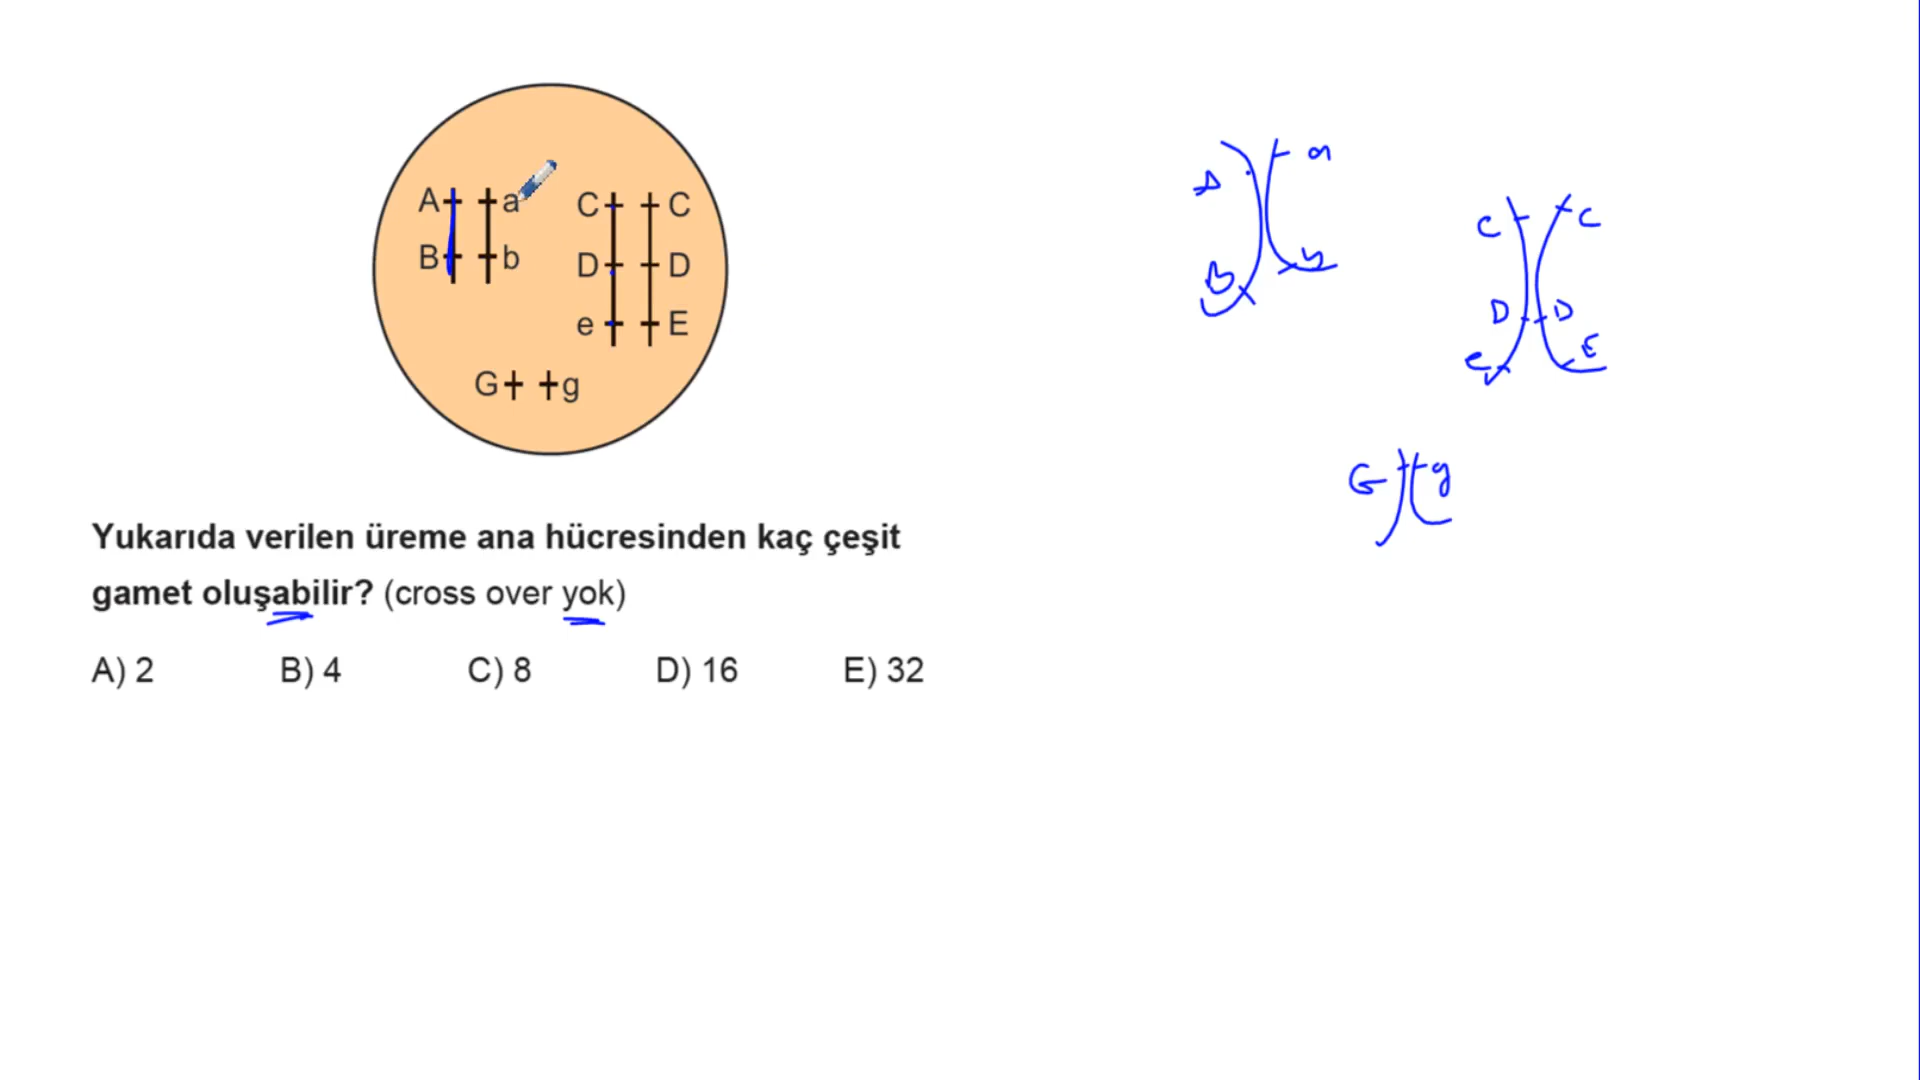 A a C C
B b D D
e E
G g
Yukarıda verilen üreme ana hücresinden kaç çeşit
gamet oluşabilir? (cross over yok)
A) 2 B) 4 C) 8 D) 16 E) 32
A a
B b
C C
D D
e E
G g